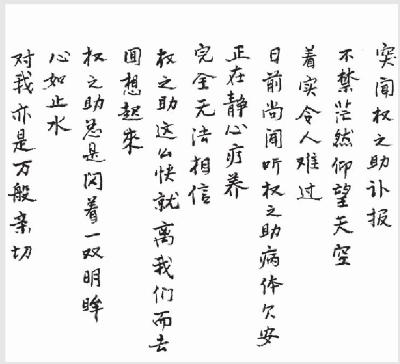 突闻权之助讣报
不禁茫然仰望天空
着实令人难过
日前尚闻听权之助病体欠安
正在静心疗养
完全无法相信
权之助这么快就离我们而去
回想起来
权之助总是闪着一双明眸
心如止水
对我亦是万般亲切